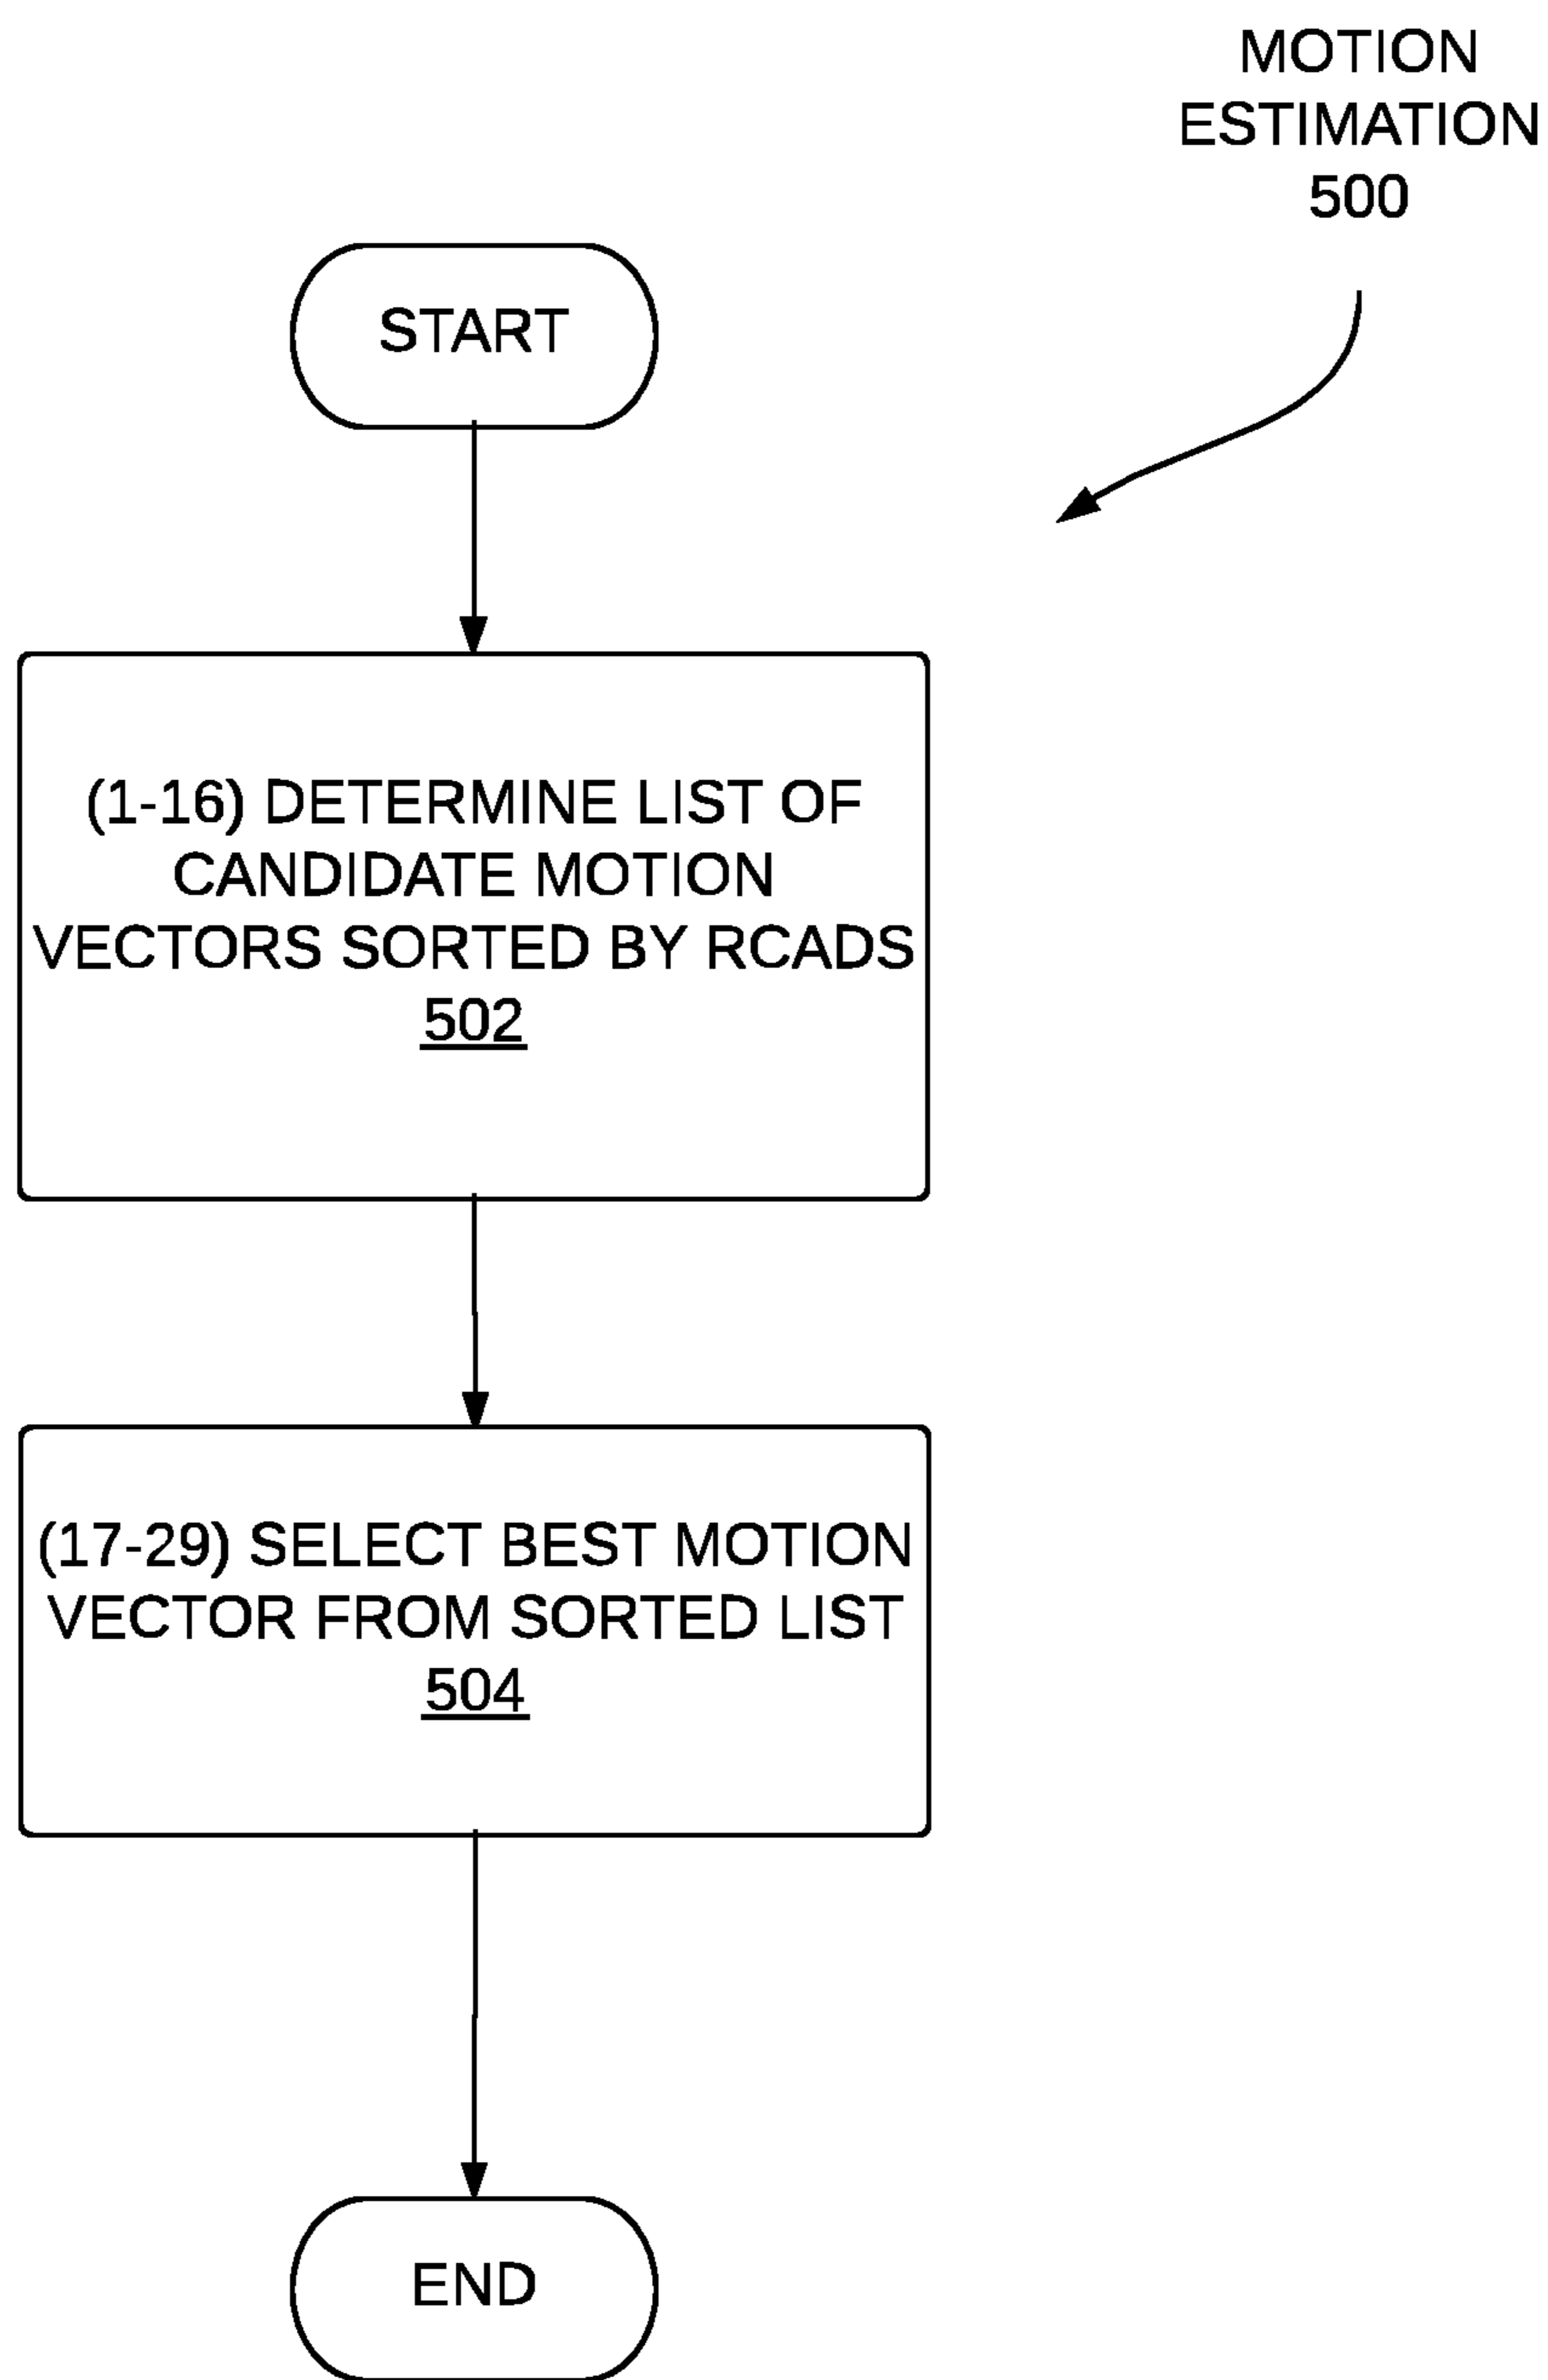 MOTION
ESTIMATION
500
START
(1-16) DETERMINE LIST OF
CANDIDATE MOTION
VECTORS SORTED BY RCADS
502
(17-29) SELECT BEST MOTION
VECTOR FROM SORTED LIST
504
END